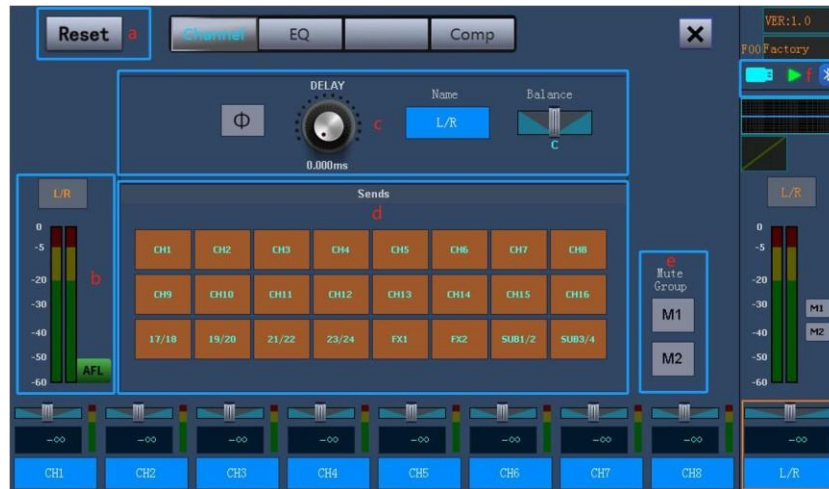 Reset a Channel EQ Comp
VER:1.0
F00 Factory
f
DELAY Name Balance
Φ c L/R
C
0.000ms
L/R Sends L/R
d
0 0
-5 CH1 CH2 CH3 CH4 CH5 CH6 CH7 CH8 -5
e
b Mute
-20 Group -20
-30 CH9 CH10 CH11 CH12 CH13 CH14 CH15 CH16 M1 -30 M1
-40 17/18 19/20 21/22 23/24 FX1 FX2 SUB1/2 SUB3/4 -40 M2
-50 M2 -50
AFL
-60 -60
-∞ -∞ -∞ -∞ -∞ -∞ -∞ -∞ -∞
CH1 CH2 CH3 CH4 CH5 CH6 CH7 CH8 L/R